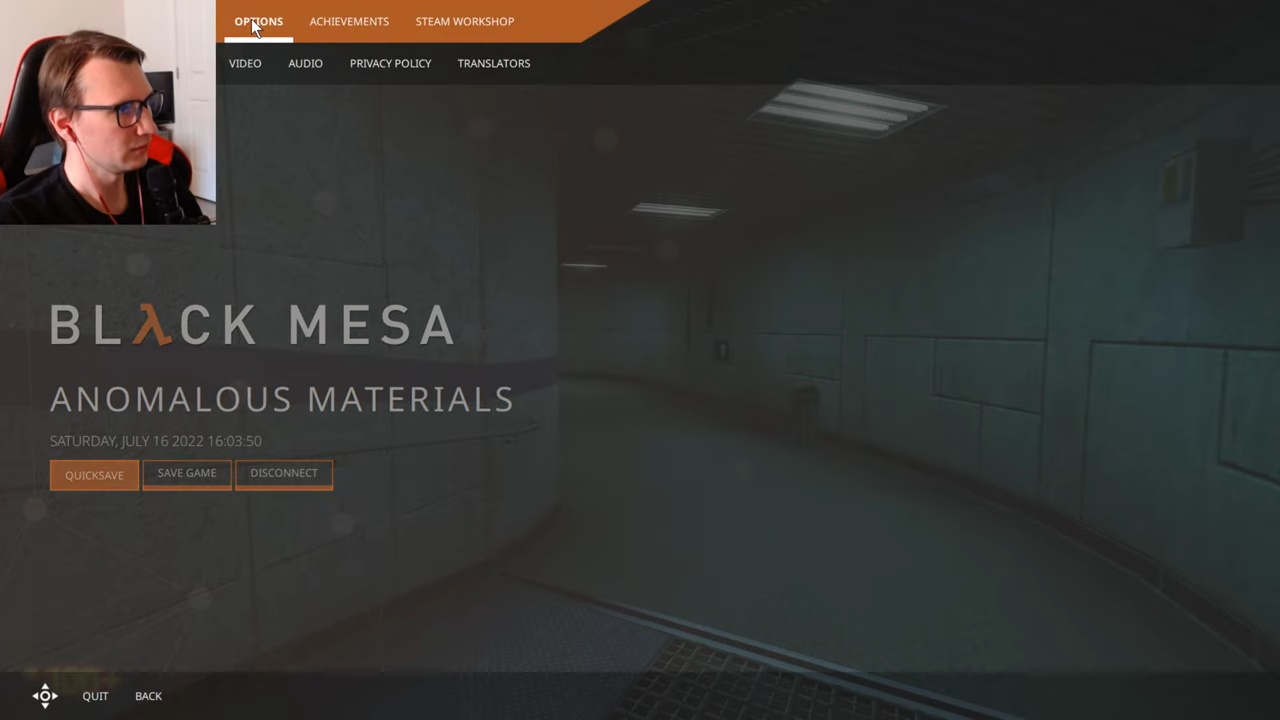 OPTIONS ACHIEVEMENTS STEAM WORKSHOP
VIDEO AUDIO PRIVACY POLICY TRANSLATORS
BLλCK MESA
ANOMALOUS MATERIALS
SATURDAY, JULY 16 2022 16:03:50
QUICKSAVE SAVE GAME DISCONNECT
QUIT BACK